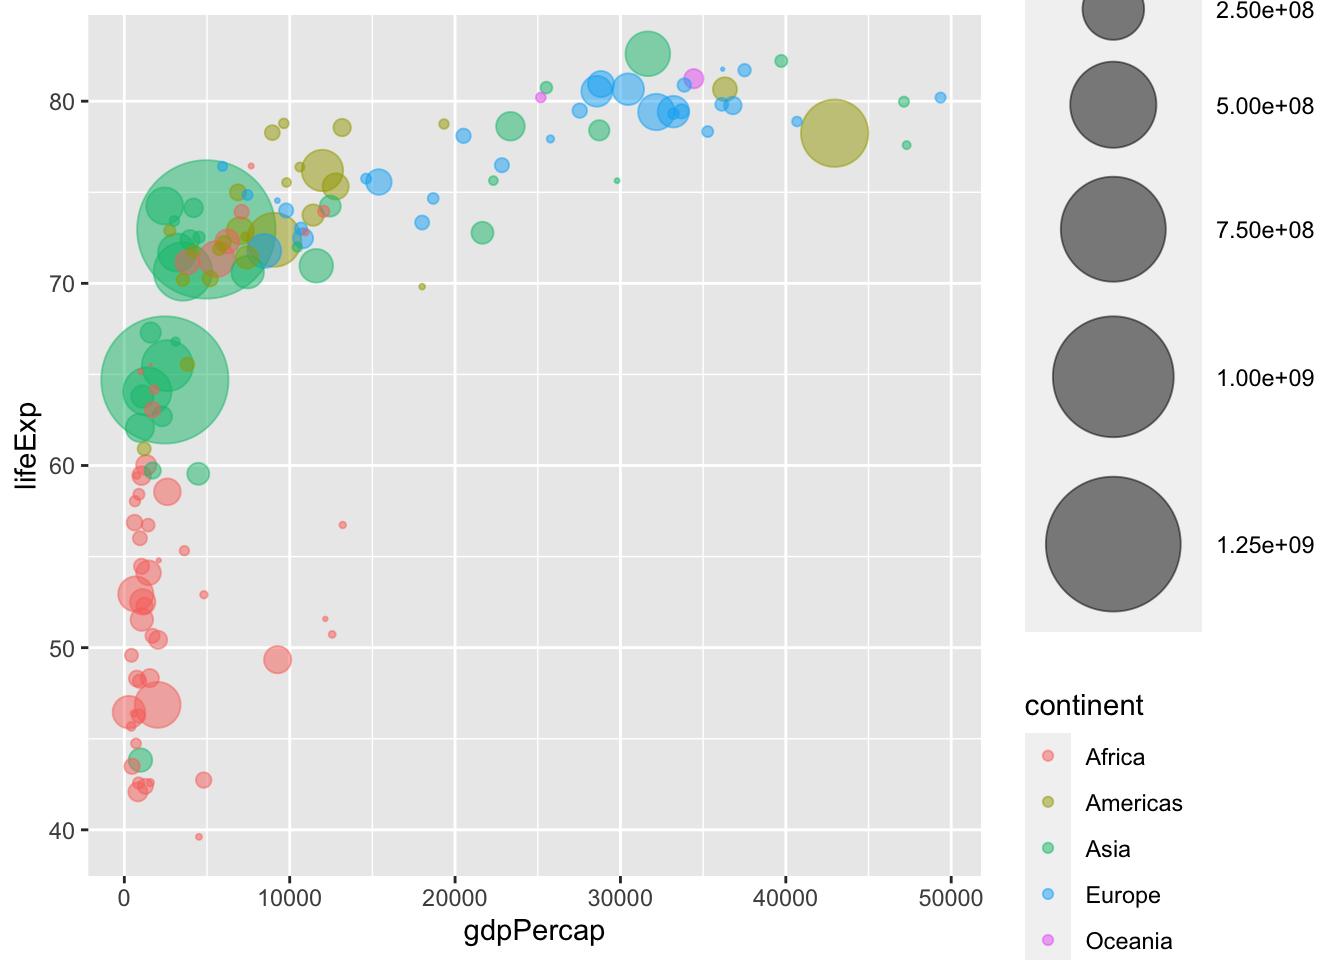 80
70
60
50
40
lifeExp
0
10000
20000
30000
40000
50000
gdpPercap
2.50e+08
5.00e+08
7.50e+08
1.00e+09
1.25e+09
continent
Africa
Americas
Asia
Europe
Oceania